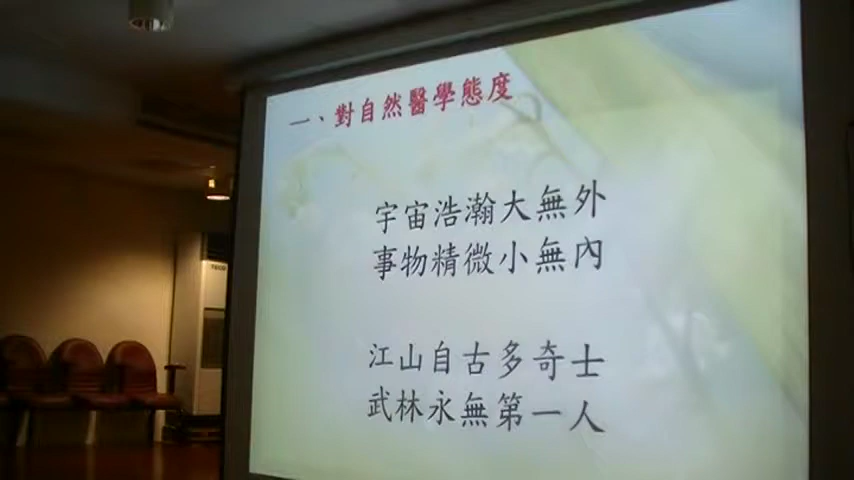 一、對自然醫學態度
宇宙浩瀚大無外
事物精微小無內
江山自古多奇士
武林永無第一人
TECO